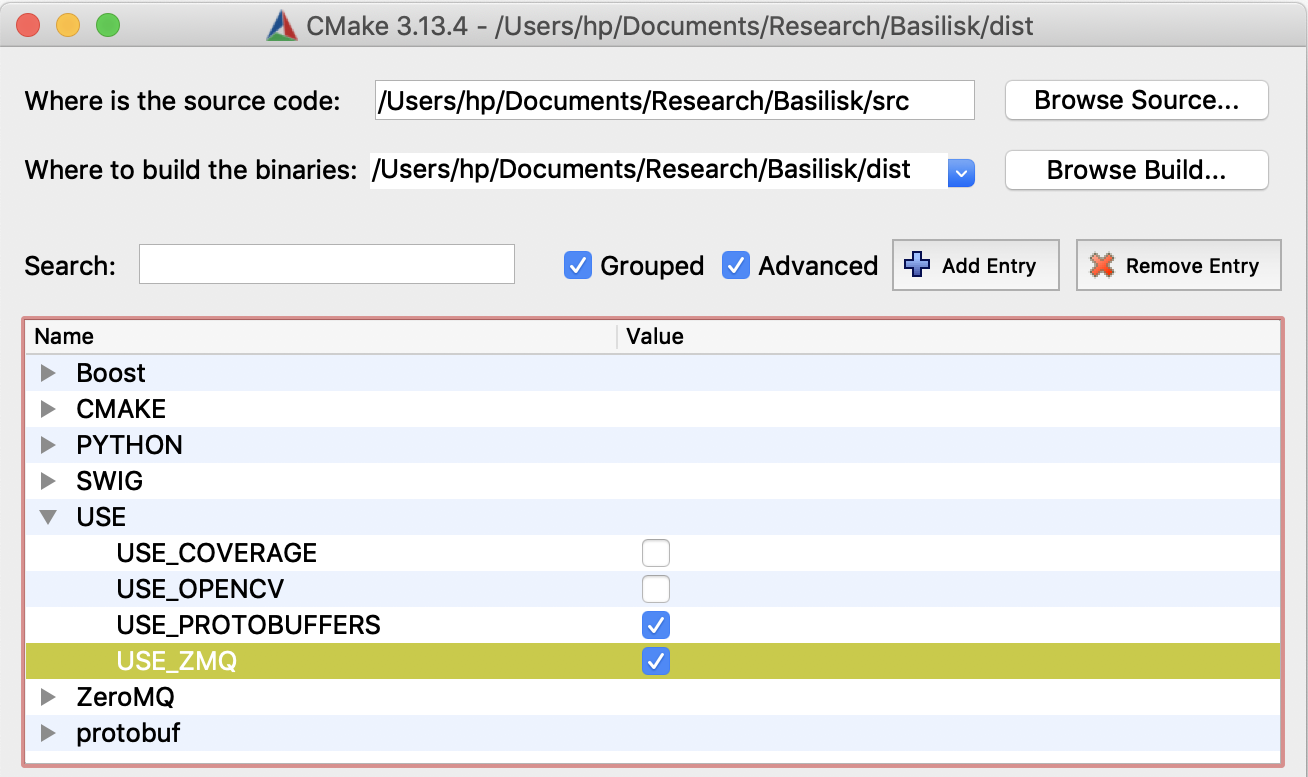 CMake 3.13.4 - /Users/hp/Documents/Research/Basilisk/dist
Where is the source code: /Users/hp/Documents/Research/Basilisk/src Browse Source...
Where to build the binaries: /Users/hp/Documents/Research/Basilisk/dist Browse Build...
Search: Grouped Advanced Add Entry Remove Entry
Name Value
Boost
CMAKE
PYTHON
SWIG
USE
USE_COVERAGE
USE_OPENCV
USE_PROTOBUFFERS
USE_ZMQ
ZeroMQ
protobuf